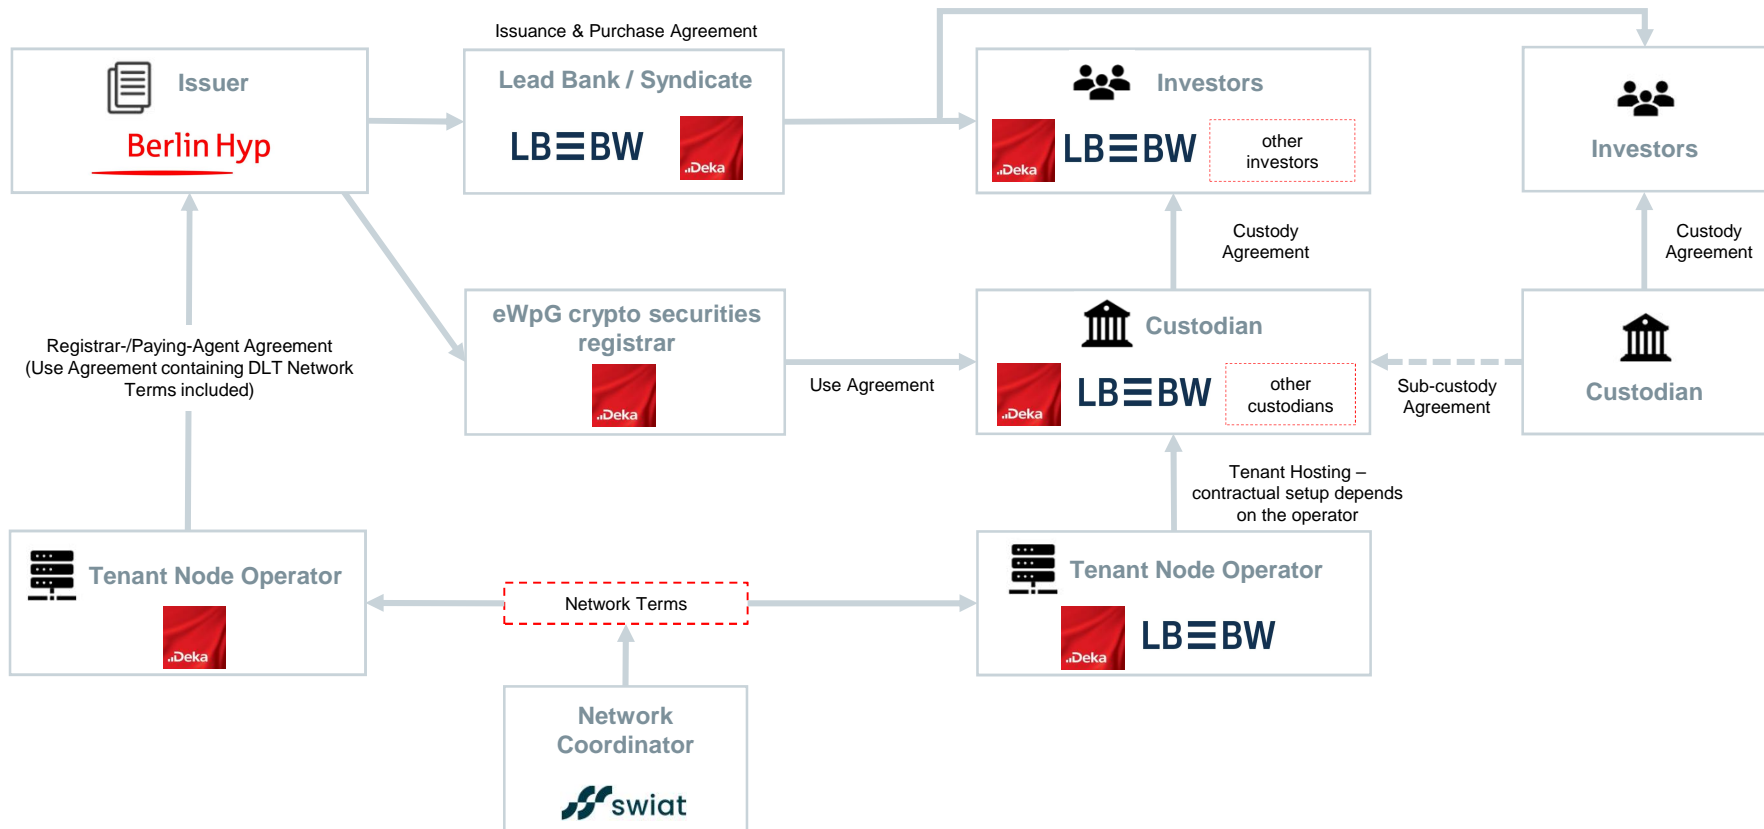 Issuance & Purchase Agreement
Issuer
Berlin Hyp
Lead Bank / Syndicate
LB≡BW
Deka
Investors
Deka
LB≡BW
other
investors
Investors
Custody
Agreement
Custody
Agreement
Registrar-/Paying-Agent Agreement
(Use Agreement containing DLT Network
Terms included)
eWpG crypto securities
registrar
Deka
Use Agreement
Custodian
Deka
LB≡BW
other
custodians
Sub-custody
Agreement
Custodian
Tenant Hosting –
contractual setup depends
on the operator
Tenant Node Operator
Deka
Network Terms
Tenant Node Operator
Deka
LB≡BW
Network
Coordinator
swiat